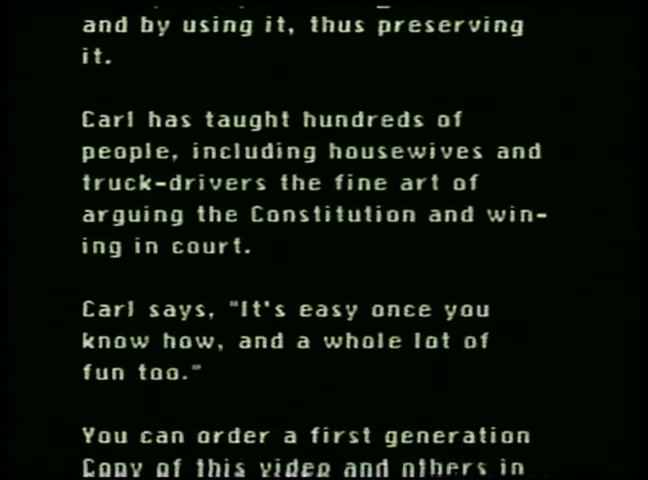 and by using it, thus preserving
it.
Carl has taught hundreds of
people, including housewives and
truck-drivers the fine art of
arguing the Constitution and win-
ing in court.
Carl says, "It's easy once you
know how, and a whole lot of
fun too."
You can order a first generation
Copy of this video and others in